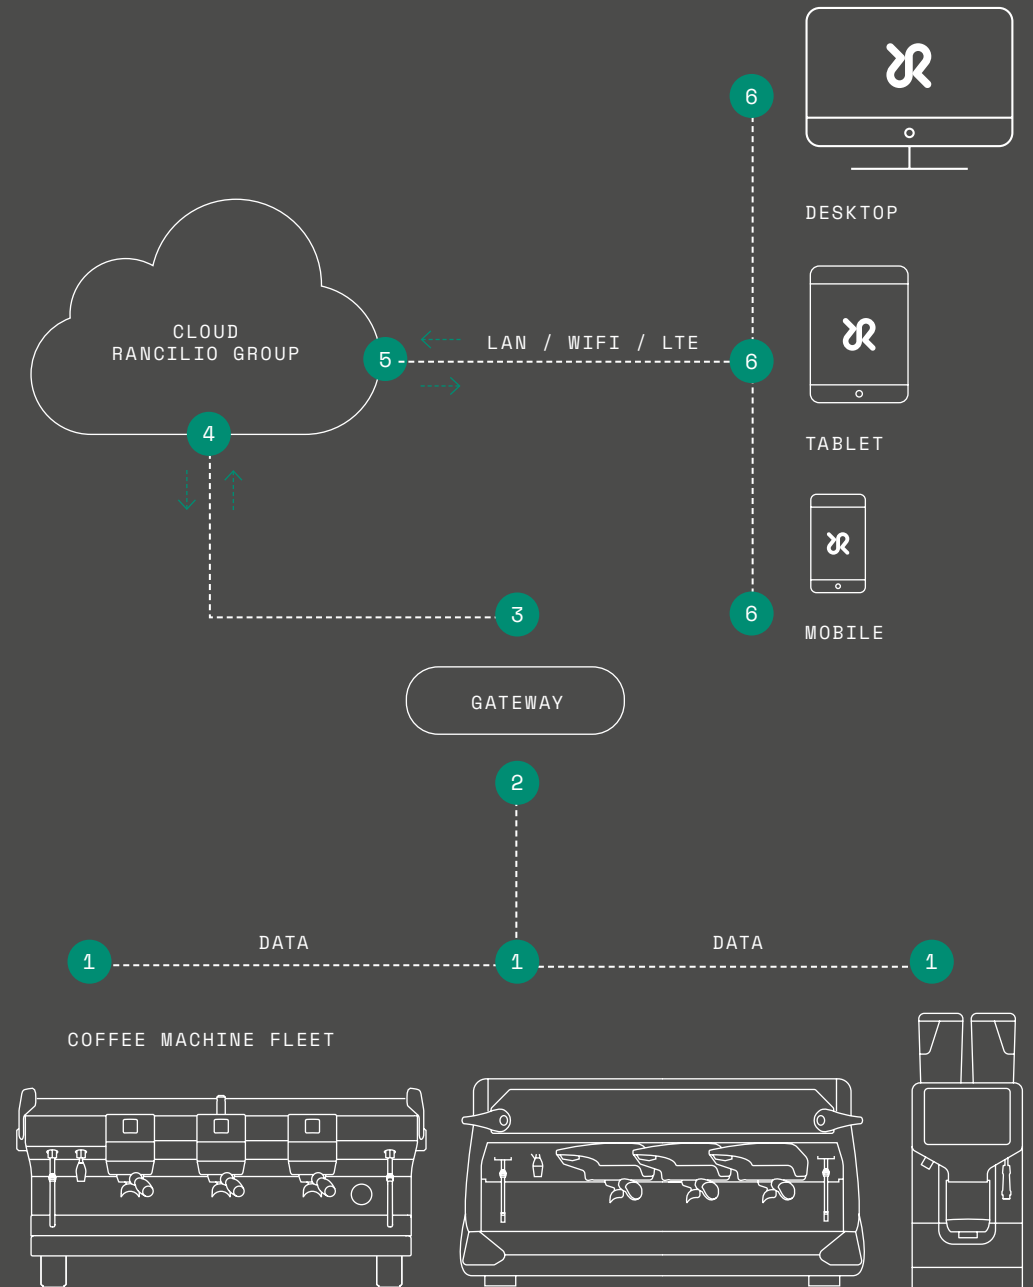 6
DESKTOP
CLOUD
RANCILIO GROUP
5
LAN / WIFI / LTE
6
TABLET
4
3
6
MOBILE
GATEWAY
2
DATA
DATA
1
1
1
COFFEE MACHINE FLEET